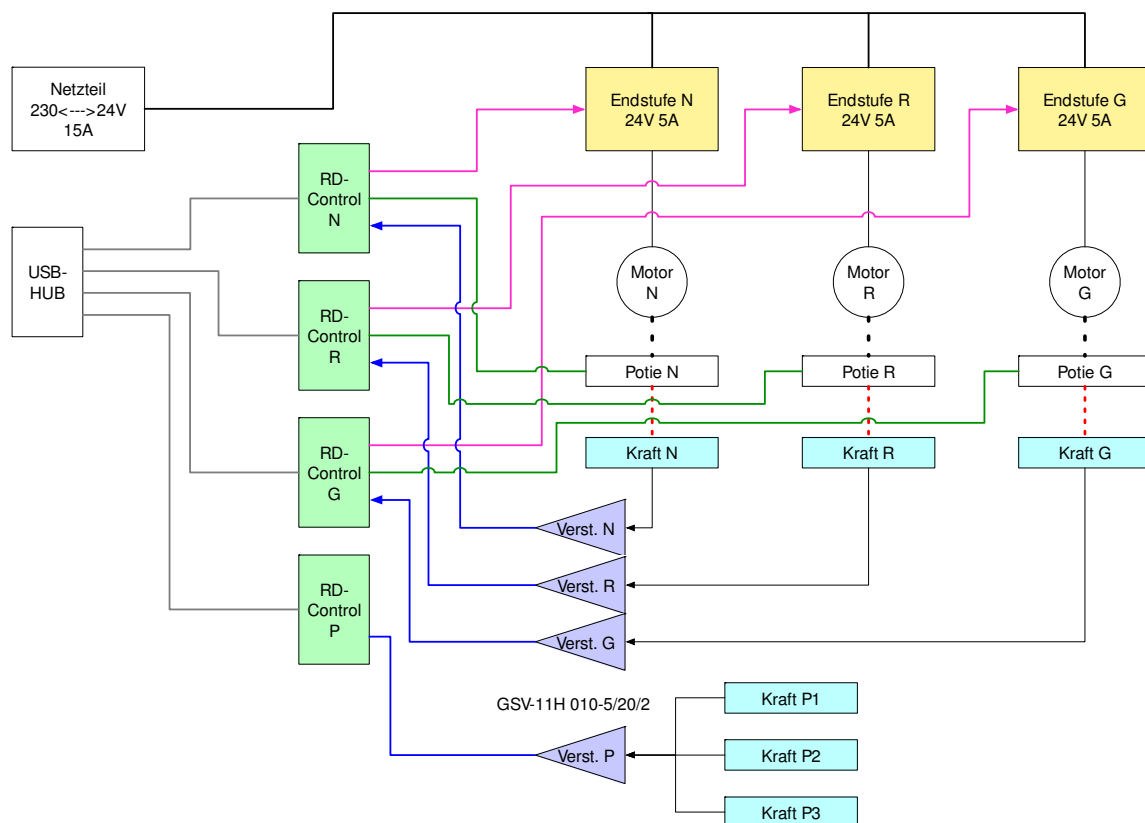 Netzteil
230<--->24V
15A
Endstufe N
24V 5A
Endstufe R
24V 5A
Endstufe G
24V 5A
RD-
Control
N
USB-
HUB
Motor
N
Motor
R
Motor
G
RD-
Control
R
Potie N
Potie R
Potie G
RD-
Control
G
Kraft N
Kraft R
Kraft G
Verst. N
RD-
Control
P
Verst. R
Verst. G
GSV-11H 010-5/20/2
Kraft P1
Verst. P
Kraft P2
Kraft P3